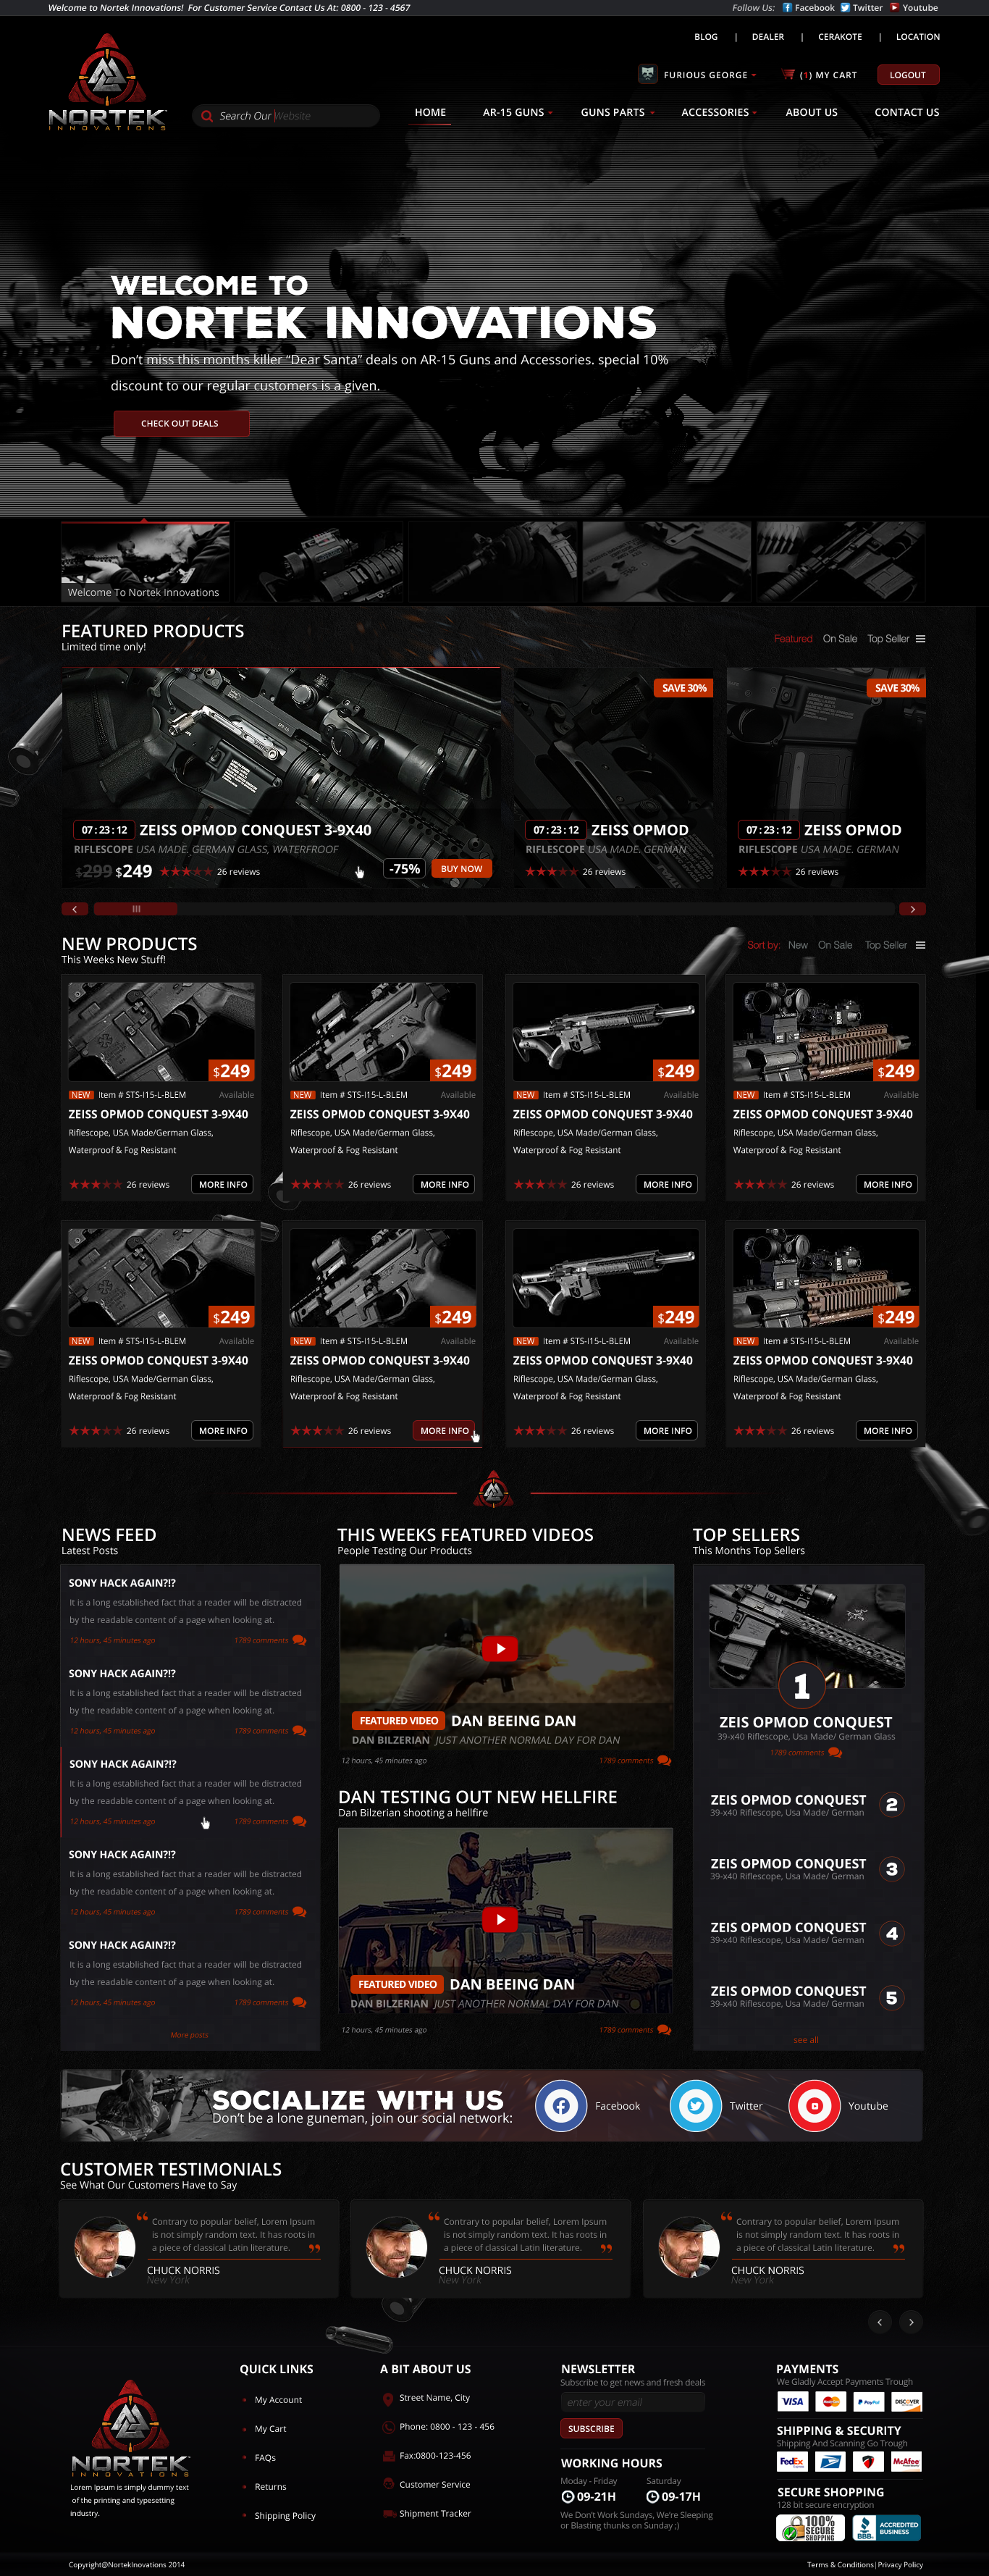 Welcome to Nortek Innovations! For Customer Service Contact Us At: 0800 - 123 - 4567
Follow Us: Facebook Twitter Youtube
BLOG | DEALER | CERAKOTE | LOCATION
FURIOUS GEORGE (1) MY CART LOGOUT
NORTEK
INNOVATIONS
Search Our Website
HOME AR-15 GUNS GUNS PARTS ACCESSORIES ABOUT US CONTACT US
WELCOME TO
NORTEK INNOVATIONS
Don't miss this months killer “Dear Santa” deals on AR-15 Guns and Accessories. special 10%
discount to our regular customers is a given.
CHECK OUT DEALS
Welcome To Nortek Innovations
FEATURED PRODUCTS
Limited time only!
Featured On Sale Top Seller
SAVE 30%
SAVE 30%
07 : 23 : 12 ZEISS OPMOD CONQUEST 3-9X40
RIFLESCOPE USA MADE. GERMAN GLASS, WATERFROOF
$299 $249 26 reviews -75% BUY NOW
07 : 23 : 12 ZEISS OPMOD
RIFLESCOPE USA MADE. GERMAN
26 reviews
07 : 23 : 12 ZEISS OPMOD
RIFLESCOPE USA MADE. GERMAN
26 reviews
NEW PRODUCTS
This Weeks New Stuff!
Sort by: New On Sale Top Seller
$249
NEW Item # STS-I15-L-BLEM Available
ZEISS OPMOD CONQUEST 3-9X40
Riflescope, USA Made/German Glass,
Waterproof & Fog Resistant
26 reviews MORE INFO
$249
NEW Item # STS-I15-L-BLEM Available
ZEISS OPMOD CONQUEST 3-9X40
Riflescope, USA Made/German Glass,
Waterproof & Fog Resistant
26 reviews MORE INFO
$249
NEW Item # STS-I15-L-BLEM Available
ZEISS OPMOD CONQUEST 3-9X40
Riflescope, USA Made/German Glass,
Waterproof & Fog Resistant
26 reviews MORE INFO
$249
NEW Item # STS-I15-L-BLEM Available
ZEISS OPMOD CONQUEST 3-9X40
Riflescope, USA Made/German Glass,
Waterproof & Fog Resistant
26 reviews MORE INFO
$249
NEW Item # STS-I15-L-BLEM Available
ZEISS OPMOD CONQUEST 3-9X40
Riflescope, USA Made/German Glass,
Waterproof & Fog Resistant
26 reviews MORE INFO
$249
NEW Item # STS-I15-L-BLEM Available
ZEISS OPMOD CONQUEST 3-9X40
Riflescope, USA Made/German Glass,
Waterproof & Fog Resistant
26 reviews MORE INFO
$249
NEW Item # STS-I15-L-BLEM Available
ZEISS OPMOD CONQUEST 3-9X40
Riflescope, USA Made/German Glass,
Waterproof & Fog Resistant
26 reviews MORE INFO
$249
NEW Item # STS-I15-L-BLEM Available
ZEISS OPMOD CONQUEST 3-9X40
Riflescope, USA Made/German Glass,
Waterproof & Fog Resistant
26 reviews MORE INFO
NEWS FEED
Latest Posts
SONY HACK AGAIN?!?
It is a long established fact that a reader will be distracted
by the readable content of a page when looking at.
12 hours, 45 minutes ago 1789 comments
SONY HACK AGAIN?!?
It is a long established fact that a reader will be distracted
by the readable content of a page when looking at.
12 hours, 45 minutes ago 1789 comments
SONY HACK AGAIN?!?
It is a long established fact that a reader will be distracted
by the readable content of a page when looking at.
12 hours, 45 minutes ago 1789 comments
SONY HACK AGAIN?!?
It is a long established fact that a reader will be distracted
by the readable content of a page when looking at.
12 hours, 45 minutes ago 1789 comments
SONY HACK AGAIN?!?
It is a long established fact that a reader will be distracted
by the readable content of a page when looking at.
12 hours, 45 minutes ago 1789 comments
More posts
THIS WEEKS FEATURED VIDEOS
People Testing Our Products
FEATURED VIDEO DAN BEEING DAN
DAN BILZERIAN JUST ANOTHER NORMAL DAY FOR DAN
12 hours, 45 minutes ago 1789 comments
DAN TESTING OUT NEW HELLFIRE
Dan Bilzerian shooting a hellfire
FEATURED VIDEO DAN BEEING DAN
DAN BILZERIAN JUST ANOTHER NORMAL DAY FOR DAN
12 hours, 45 minutes ago 1789 comments
TOP SELLERS
This Months Top Sellers
1
ZEIS OPMOD CONQUEST
39-x40 Riflescope, Usa Made/ German Glass
1789 comments
ZEIS OPMOD CONQUEST 2
39-x40 Riflescope, Usa Made/ German
ZEIS OPMOD CONQUEST 3
39-x40 Riflescope, Usa Made/ German
ZEIS OPMOD CONQUEST 4
39-x40 Riflescope, Usa Made/ German
ZEIS OPMOD CONQUEST 5
39-x40 Riflescope, Usa Made/ German
see all
SOCIALIZE WITH US
Don't be a lone guneman, join our social network:
Facebook Twitter Youtube
CUSTOMER TESTIMONIALS
See What Our Customers Have to Say
“ Contrary to popular belief, Lorem Ipsum
is not simply random text. It has roots in
a piece of classical Latin literature. ”
CHUCK NORRIS
New York
“ Contrary to popular belief, Lorem Ipsum
is not simply random text. It has roots in
a piece of classical Latin literature. ”
CHUCK NORRIS
New York
“ Contrary to popular belief, Lorem Ipsum
is not simply random text. It has roots in
a piece of classical Latin literature. ”
CHUCK NORRIS
New York
NORTEK
INNOVATIONS
Lorem Ipsum is simply dummy text
of the printing and typesetting
industry.
QUICK LINKS
My Account
My Cart
FAQs
Returns
Shipping Policy
A BIT ABOUT US
Street Name, City
Phone: 0800 - 123 - 456
Fax:0800-123-456
Customer Service
Shipment Tracker
NEWSLETTER
Subscribe to get news and fresh deals
enter your email
SUBSCRIBE
WORKING HOURS
Moday - Friday Saturday
09-21H 09-17H
We Don't Work Sundays, We're Sleeping
or Blasting thunks on Sunday ;)
PAYMENTS
We Gladly Accept Payments Trough
VISA MasterCard PayPal DISCOVER
SHIPPING & SECURITY
Shipping And Scanning Go Trough
FedEx McAfee
SECURE SHOPPING
128 bit secure encryption
100% SECURE SHOPPING
BBB ACCREDITED BUSINESS
Copyright@NortekInovations 2014
Terms & Conditions|Privacy Policy